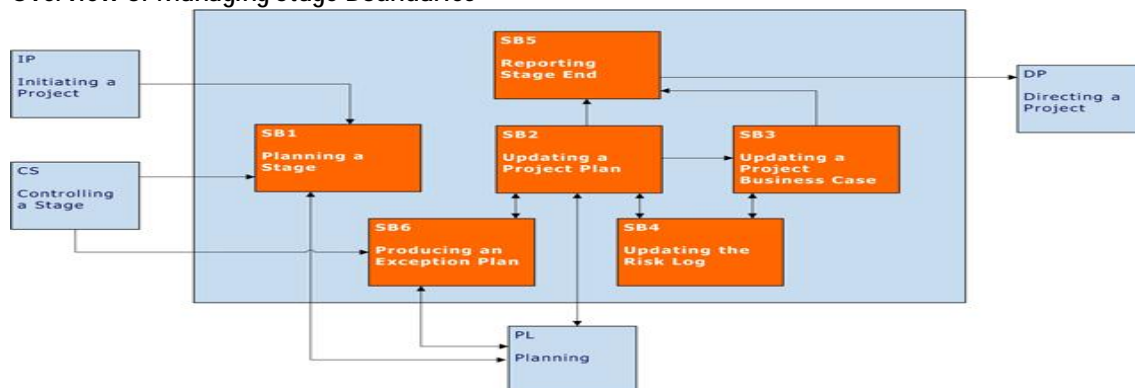 Overview of Managing Stage Boundaries
IP
Initiating a
Project
CS
Controlling
a Stage
SB1
Planning a
Stage
SB5
Reporting
Stage End
SB2
Updating a
Project Plan
SB3
Updating a
Project
Business Case
SB6
Producing an
Exception Plan
SB4
Updating the
Risk Log
DP
Directing a
Project
PL
Planning